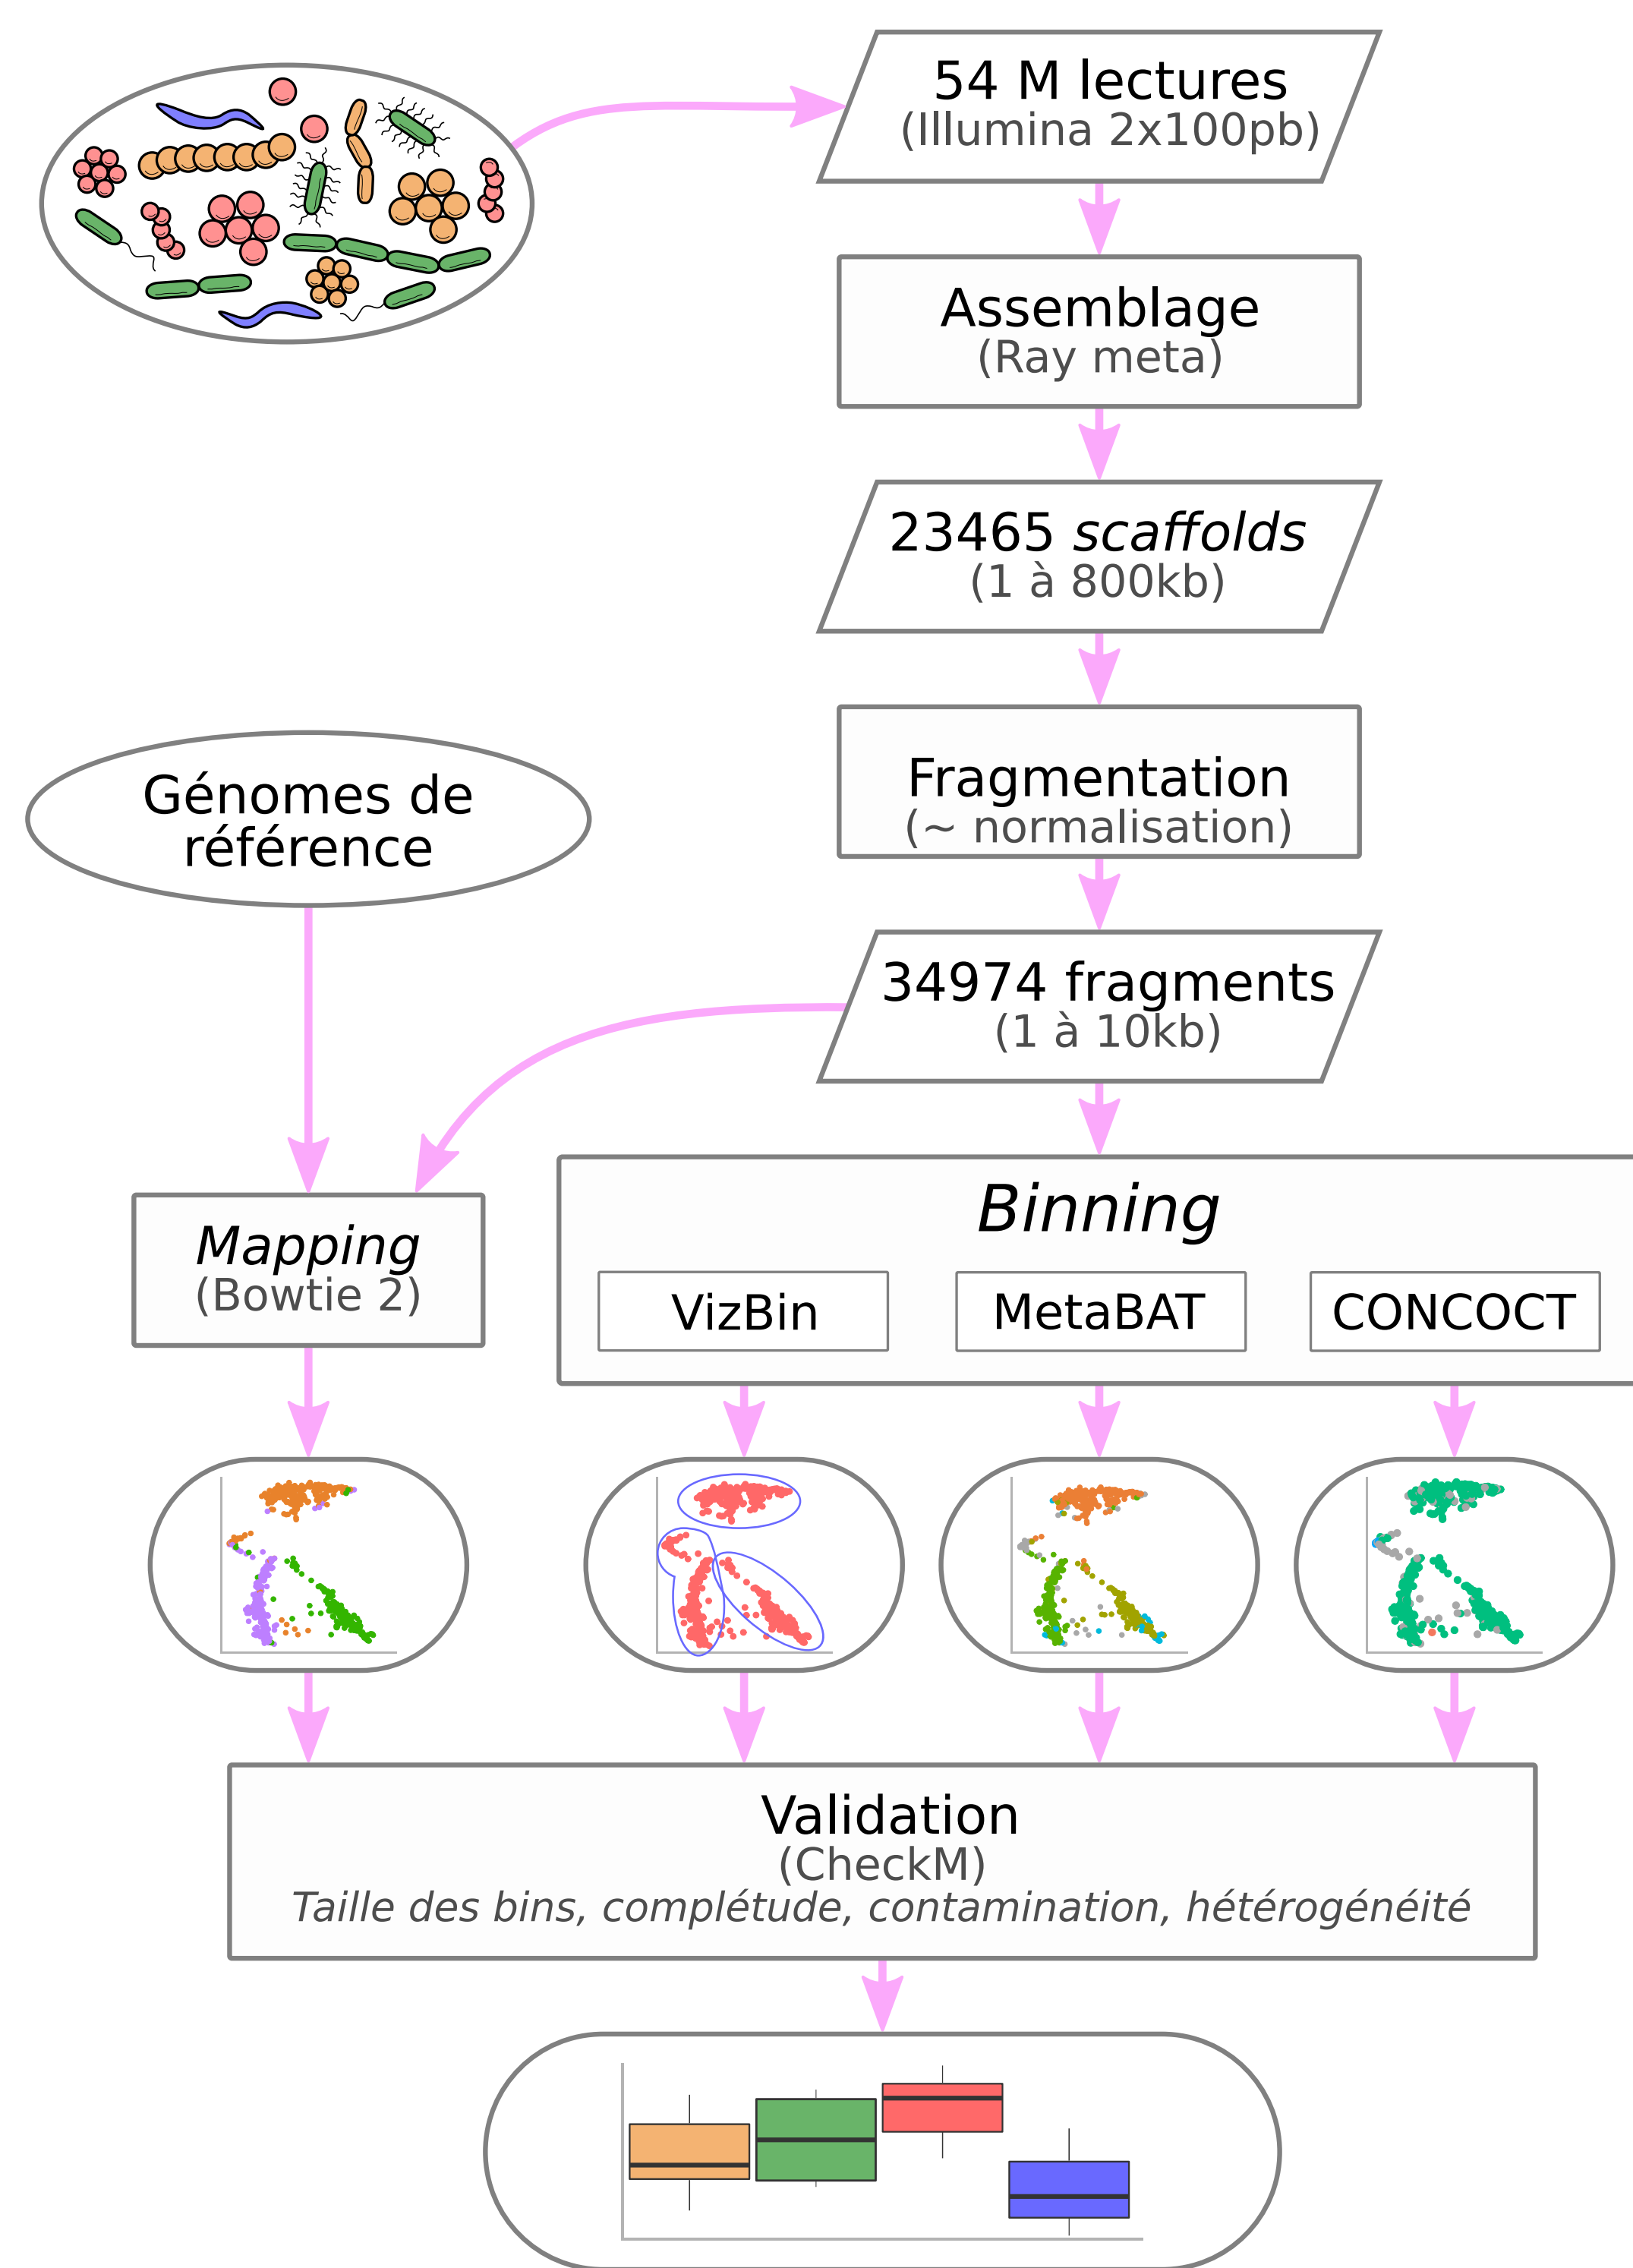 54 M lectures
(Illumina 2x100pb)
Assemblage
(Ray meta)
23465 scaffolds
(1 à 800kb)
Fragmentation
(~ normalisation)
Génomes de
référence
34974 fragments
(1 à 10kb)
Mapping
(Bowtie 2)
Binning
VizBin
MetaBAT
CONCOCT
Validation
(CheckM)
Taille des bins, complétude, contamination, hétérogénéité